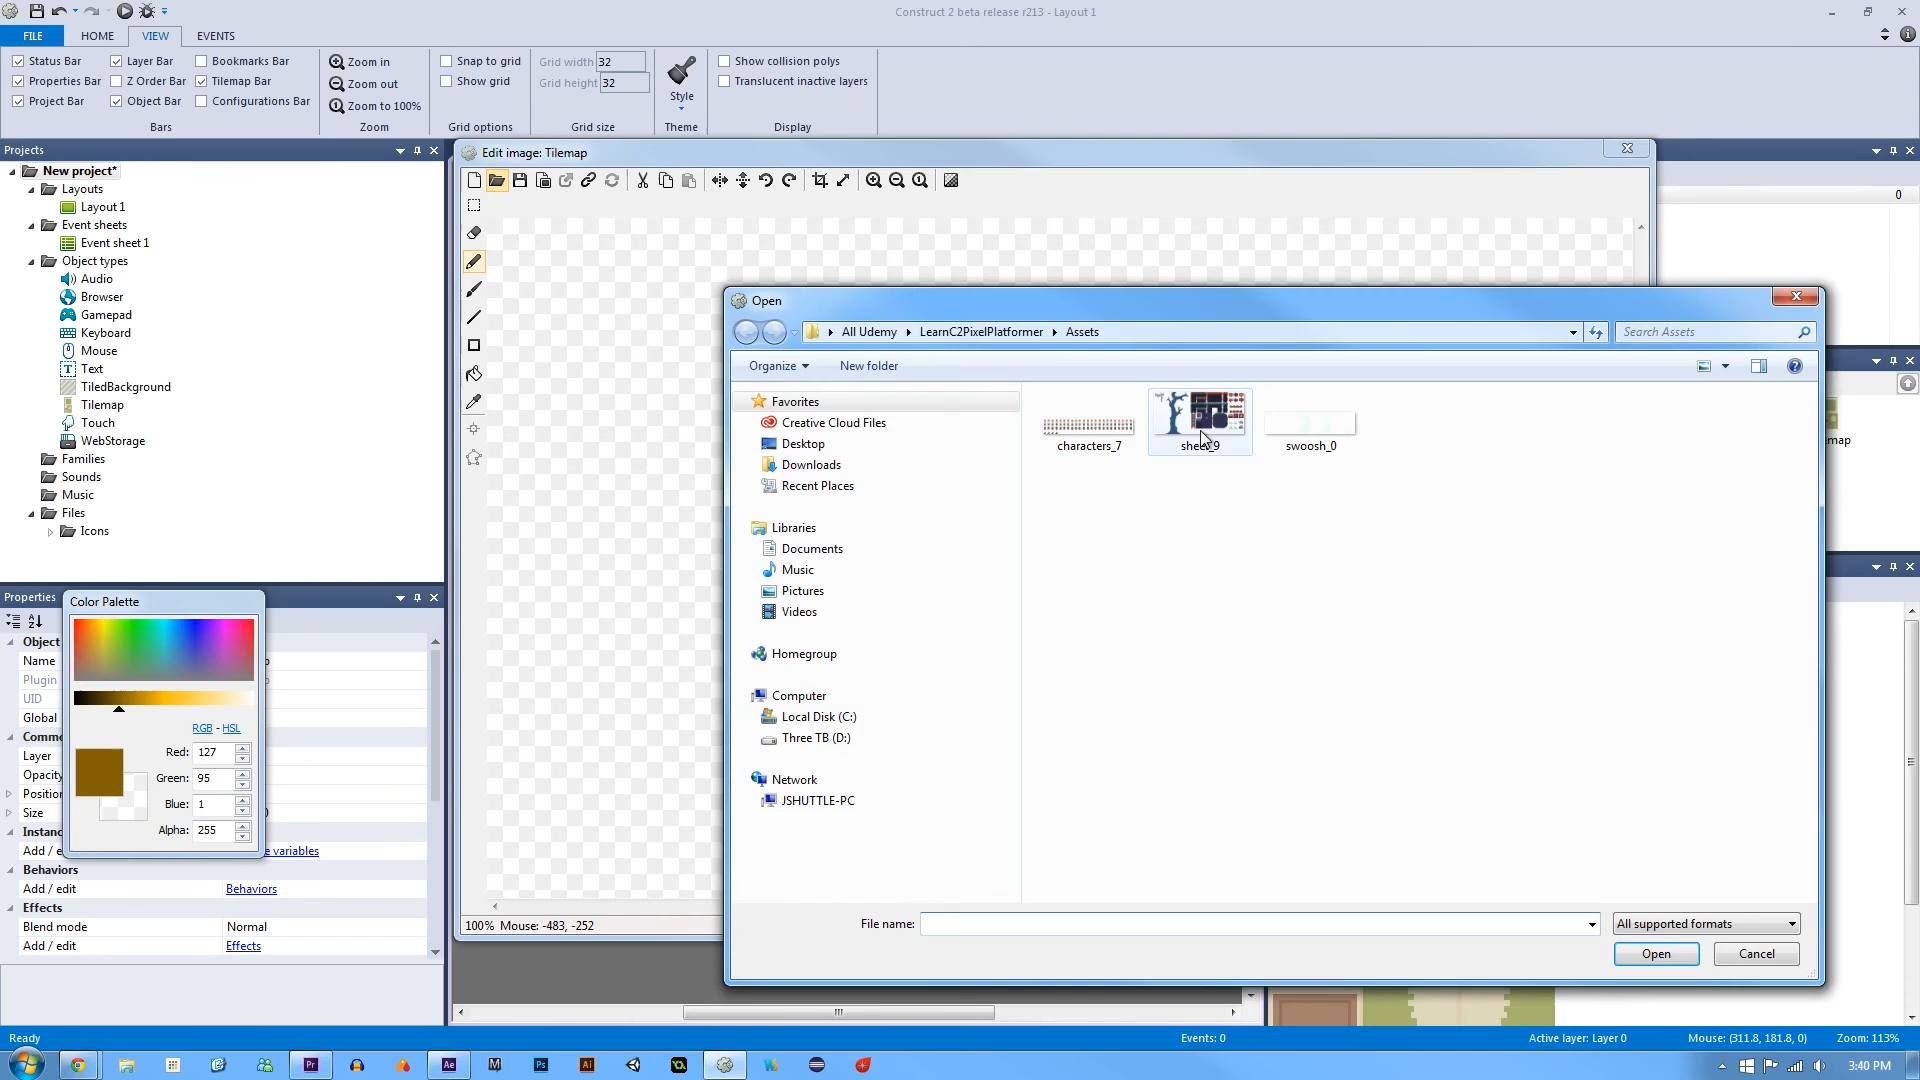 Construct 2 beta release r213 - Layout 1
FILE
HOME
VIEW
EVENTS
Status Bar
Layer Bar
Bookmarks Bar
Zoom in
Snap to grid
Grid width 32
Show collision polys
Properties Bar
Z Order Bar
Tilemap Bar
Zoom out
Show grid
Grid height 32
Style
Translucent inactive layers
Project Bar
Object Bar
Configurations Bar
Zoom to 100%
Bars
Zoom
Grid options
Grid size
Theme
Display
Projects
New project*
Layouts
Layout 1
Event sheets
Event sheet 1
Object types
Audio
Browser
Gamepad
Keyboard
Mouse
Text
TiledBackground
Tilemap
Touch
WebStorage
Families
Sounds
Music
Files
Icons
Edit image: Tilemap
0
Open
All Udemy
LearnC2PixelPlatformer
Assets
Search Assets
Organize
New folder
Favorites
Creative Cloud Files
Desktop
Downloads
Recent Places
Libraries
Documents
Music
Pictures
Videos
Homegroup
Computer
Local Disk (C:)
Three TB (D:)
Network
JSHUTTLE-PC
characters_7
swoosh_0
File name:
All supported formats
Open
Cancel
100% Mouse: -483, -252
Properties
Object
Name
Plugin
UID
Global
Layer
Opacity
Size
Add / e
e variables
Behaviors
Add / edit
Behaviors
Effects
Blend mode
Normal
Add / edit
Effects
Color Palette
RGB - HSL
Red: 127
Green: 95
Blue: 1
Alpha: 255
Ready
Events: 0
Active layer: Layer 0
Mouse: (311.8, 181.8, 0)
Zoom: 113%
3:40 PM